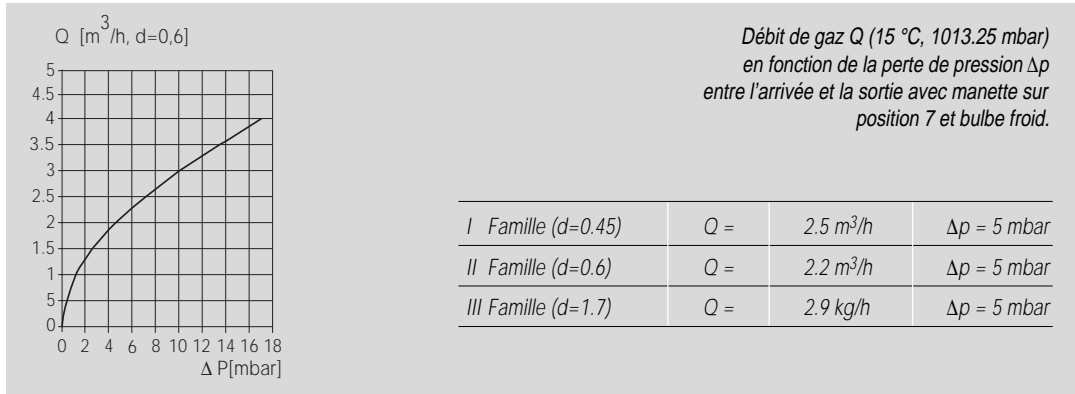 Q [m³/h, d=0,6]
5
4.5
4
3.5
3
2.5
2
1.5
1
5
0
0 2 4 6 8 10 12 14 16 18
Δ P[mbar]
Débit de gaz Q (15 °C, 1013.25 mbar)
en fonction de la perte de pression Δp
entre l'arrivée et la sortie avec manette sur
position 7 et bulbe froid.
I Famille (d=0.45) Q = 2.5 m³/h Δp = 5 mbar
II Famille (d=0.6) Q = 2.2 m³/h Δp = 5 mbar
III Famille (d=1.7) Q = 2.9 kg/h Δp = 5 mbar